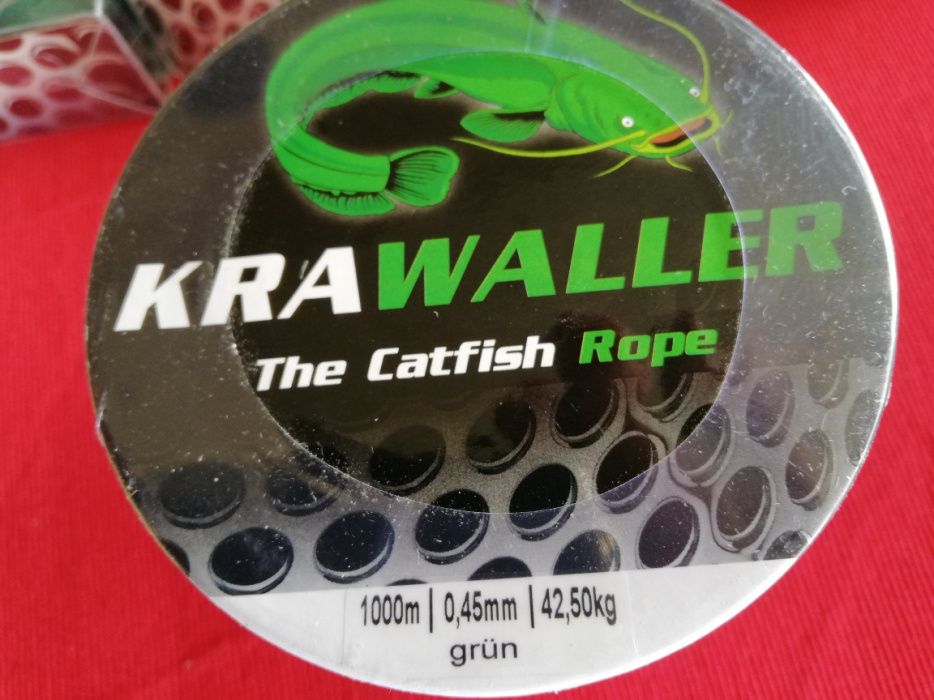 KRAWALLER
The Catfish Rope
1000m | 0,45mm | 42,50kg
grün